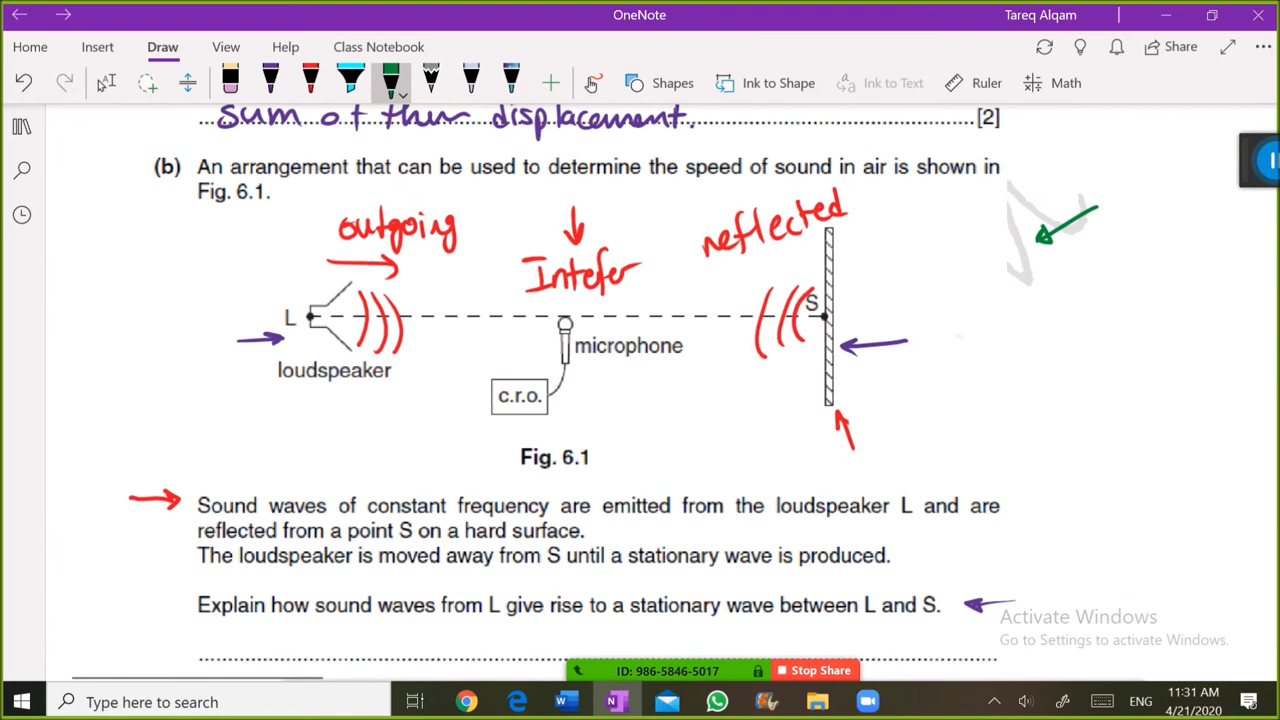 OneNote
Tareq Alqam
Home Insert Draw View Help Class Notebook
Share
Shapes
Ink to Shape
Ink to Text
Ruler
Math
sum of their displacement. [2]
(b) An arrangement that can be used to determine the speed of sound in air is shown in
Fig. 6.1.
outgoing
reflected
Intefer
L
S
microphone
loudspeaker
c.r.o.
Fig. 6.1
Sound waves of constant frequency are emitted from the loudspeaker L and are
reflected from a point S on a hard surface.
The loudspeaker is moved away from S until a stationary wave is produced.
Explain how sound waves from L give rise to a stationary wave between L and S.
Activate Windows
Go to Settings to activate Windows.
ID: 986-5846-5017 Stop Share
Type here to search
ENG
11:31 AM
4/21/2020